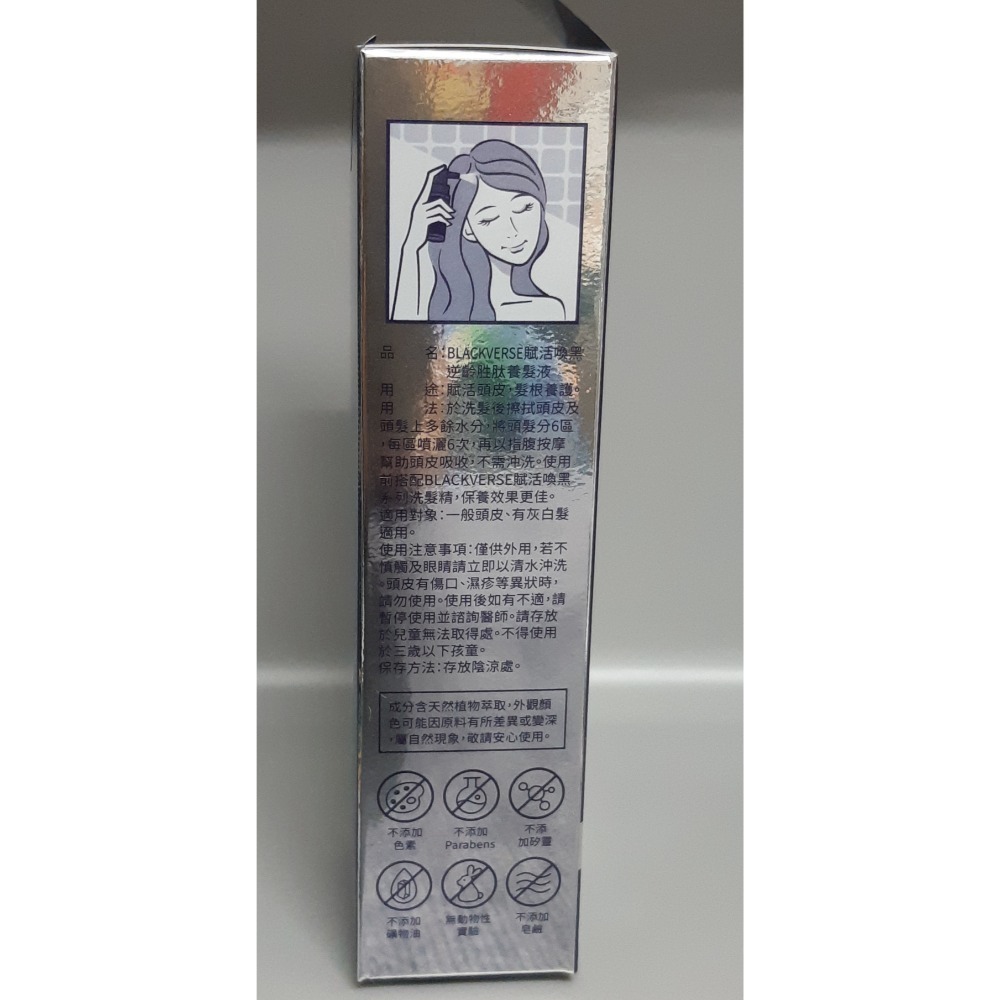 品　　名：BLACKVERSE賦活喚黑
逆齡胜肽養髮液
用　　途：賦活頭皮、髮根養護。
用　　法：於洗髮後擦拭頭皮及
頭髮上多餘水分，將頭髮分6區
，每區噴灑6次，再以指腹按摩
幫助頭皮吸收，不需沖洗。使用
前搭配BLACKVERSE賦活喚黑
系列洗髮精，保養效果更佳。
適用對象：一般頭皮、有灰白髮
適用。
使用注意事項：僅供外用，若不
慎觸及眼睛請立即以清水沖洗
。頭皮有傷口、濕疹等異狀時，
請勿使用。使用後如有不適，請
暫停使用並諮詢醫師。請存放
於兒童無法取得處。不得使用
於三歲以下孩童。
保存方法：存放陰涼處。
成分含天然植物萃取，外觀顏
色可能因原料有所差異或變深
，屬自然現象，敬請安心使用。
不添加
色素
不添加
Parabens
不添
加矽靈
不添加
礦物油
無動物性
實驗
不添加
皂鹼